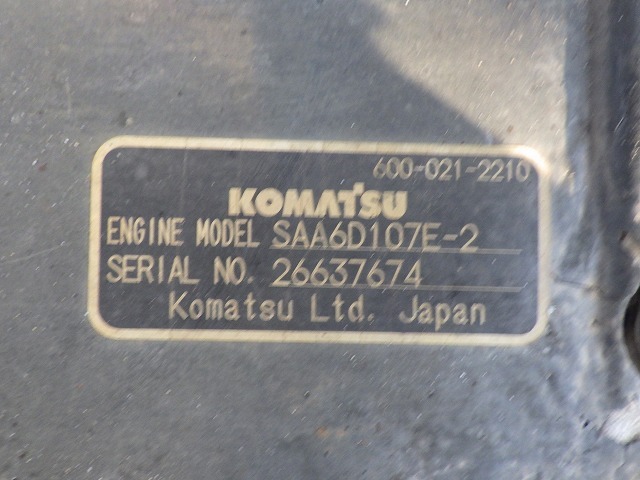 600-021-2210
KOMATSU
ENGINE MODEL SAA6D107E-2
SERIAL NO. 26637674
Komatsu Ltd. Japan